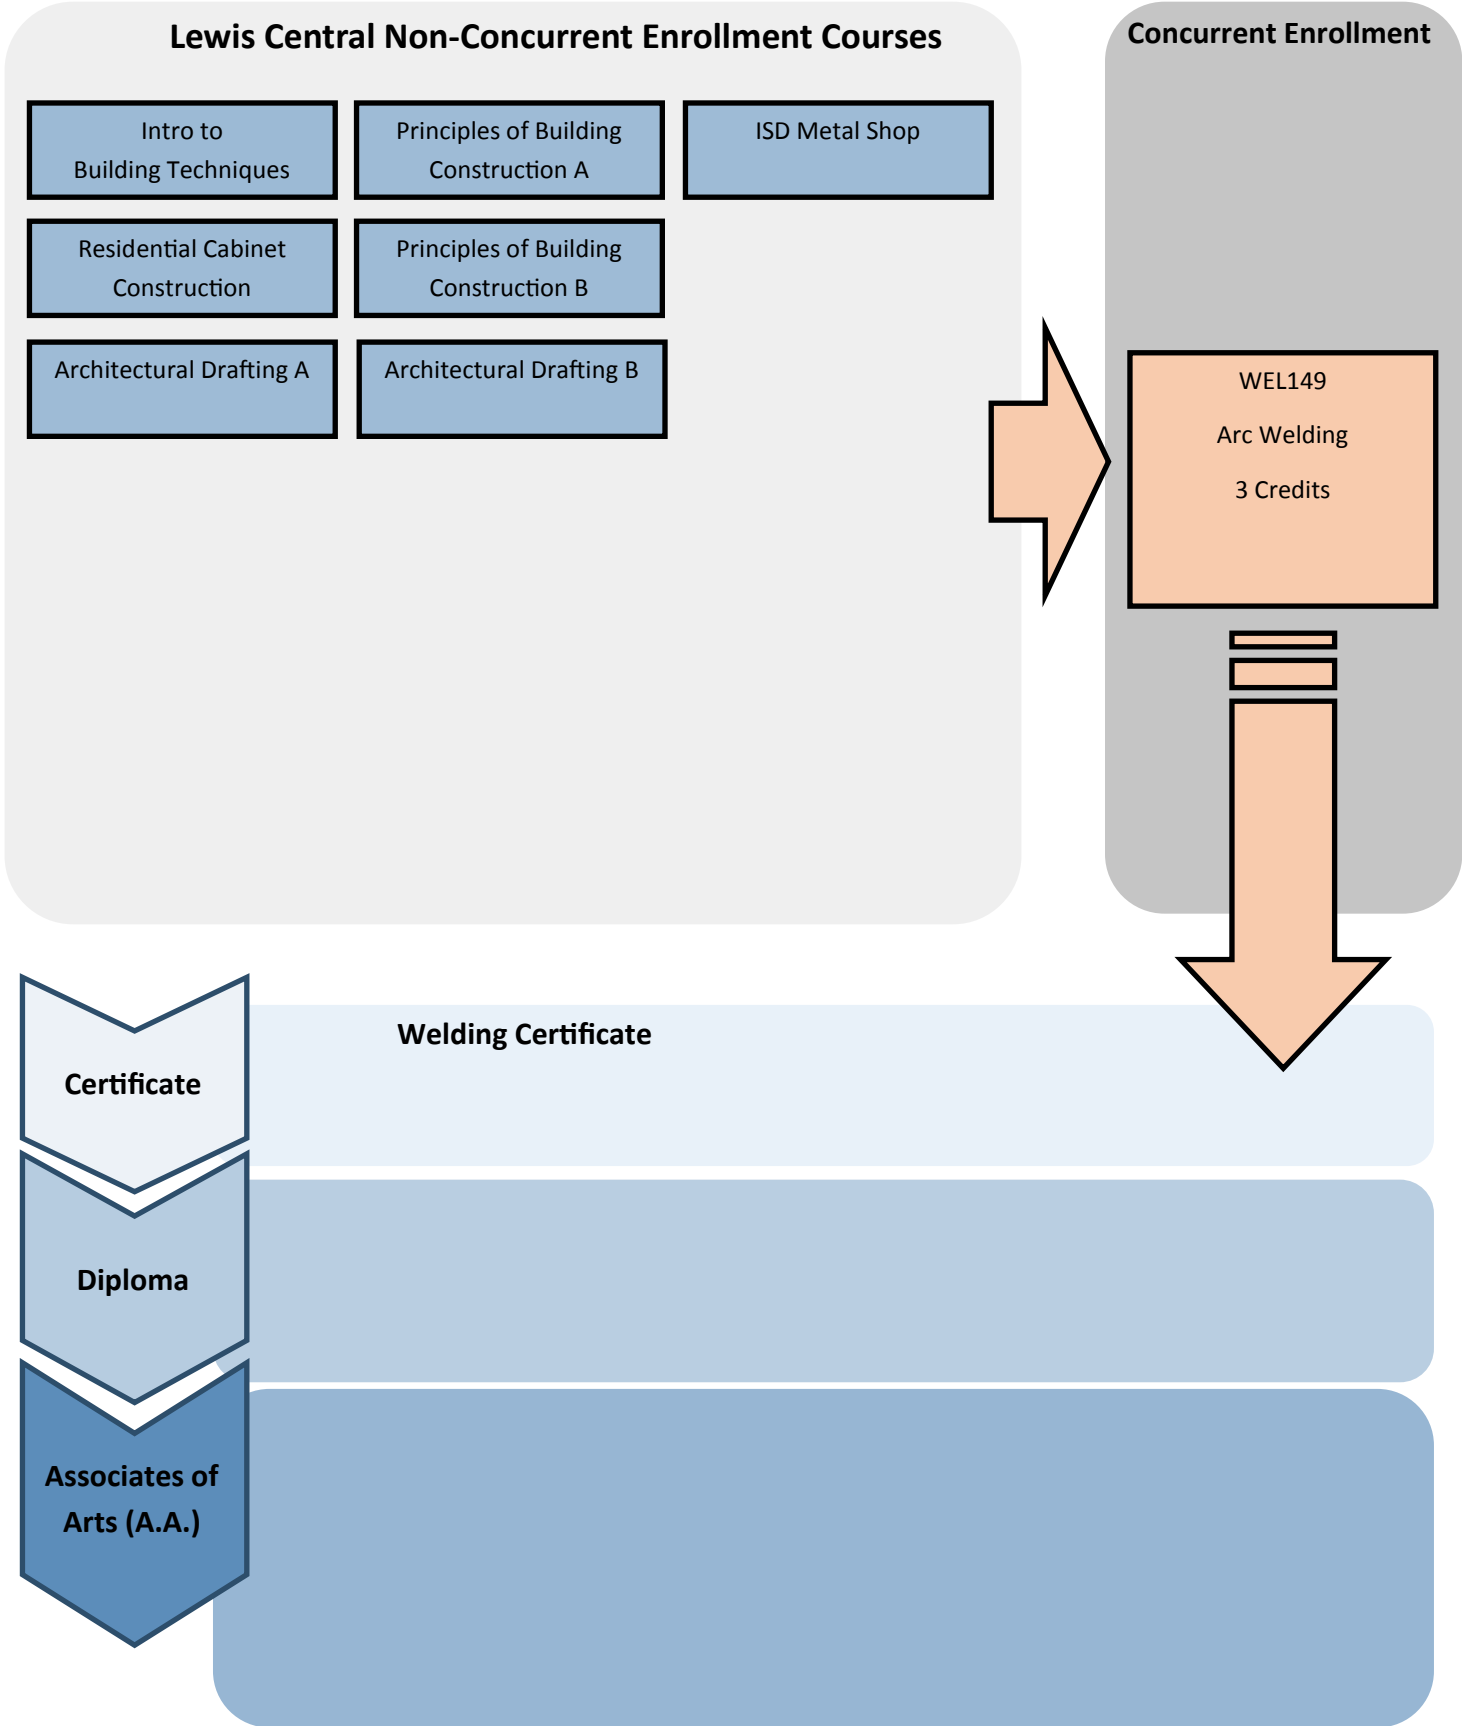 Lewis Central Non-Concurrent Enrollment Courses
Intro to
Building Techniques
Principles of Building
Construction A
ISD Metal Shop
Residential Cabinet
Construction
Principles of Building
Construction B
Architectural Drafting A
Architectural Drafting B
Concurrent Enrollment
WEL149
Arc Welding
3 Credits
Certificate
Welding Certificate
Diploma
Associates of
Arts (A.A.)